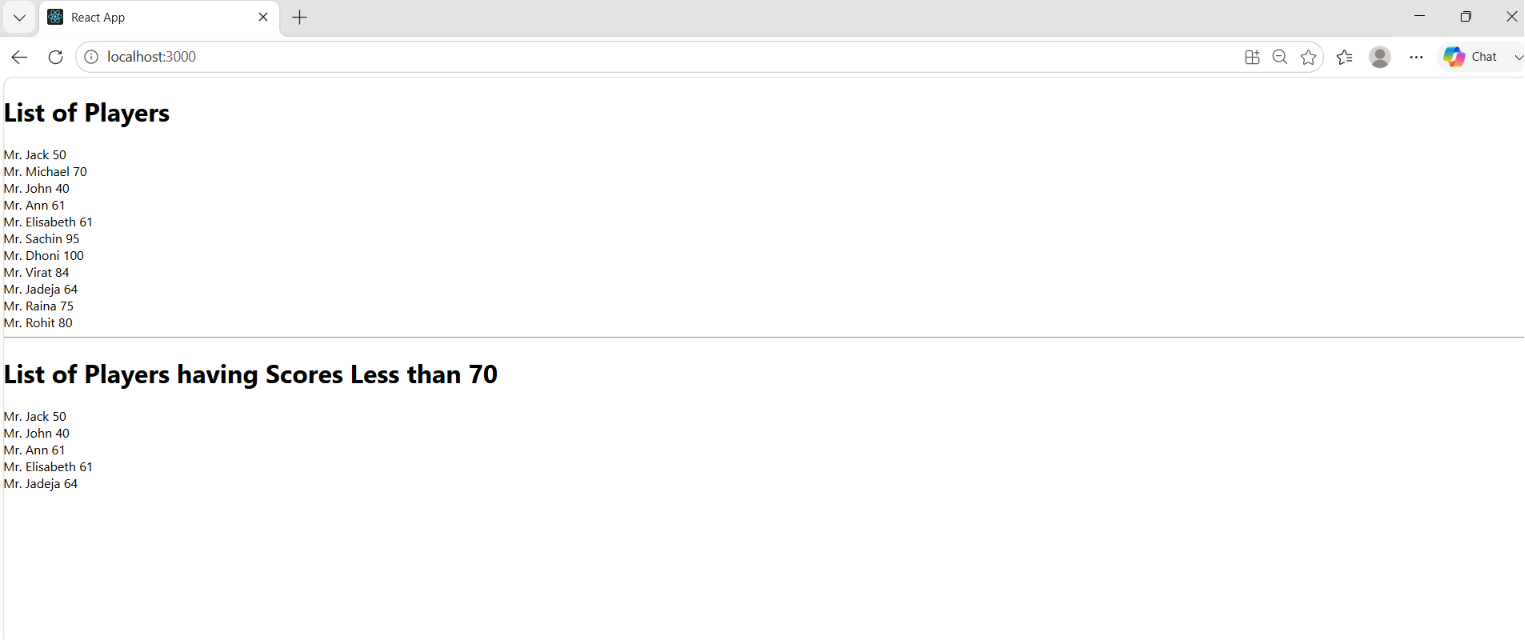 React App
localhost:3000
Chat
List of Players
Mr. Jack 50
Mr. Michael 70
Mr. John 40
Mr. Ann 61
Mr. Elisabeth 61
Mr. Sachin 95
Mr. Dhoni 100
Mr. Virat 84
Mr. Jadeja 64
Mr. Raina 75
Mr. Rohit 80
List of Players having Scores Less than 70
Mr. Jack 50
Mr. John 40
Mr. Ann 61
Mr. Elisabeth 61
Mr. Jadeja 64